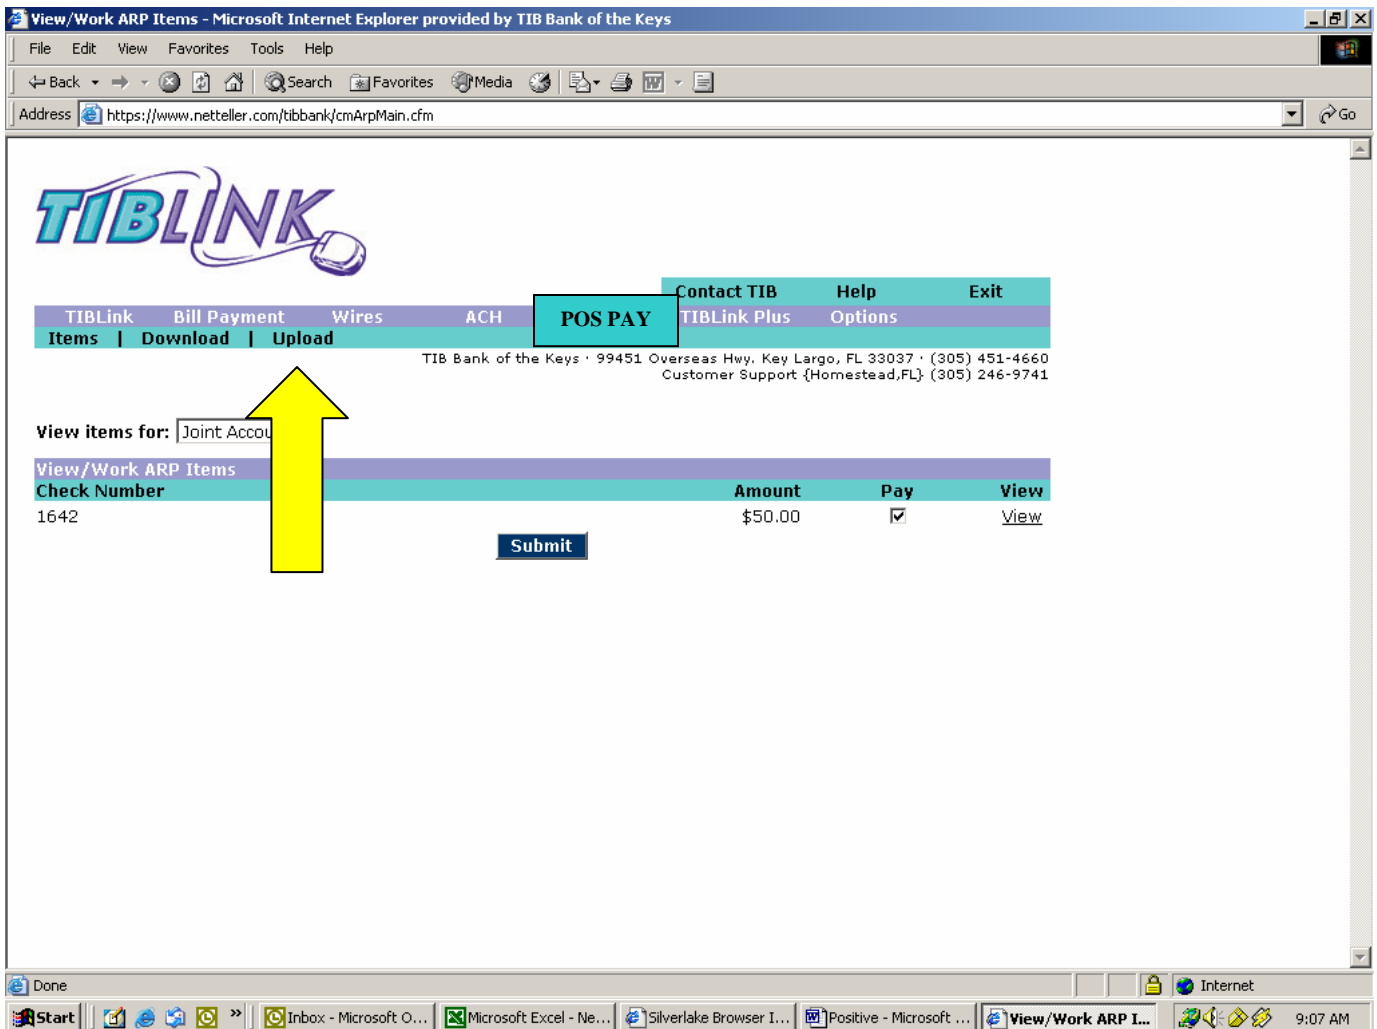 View/Work ARP Items - Microsoft Internet Explorer provided by TIB Bank of the Keys
File Edit View Favorites Tools Help
Back Search Favorites Media
Address https://www.netteller.com/tibbank/cmArpMain.cfm Go
TIBLINK
Contact TIB Help Exit
TIBLink Bill Payment Wires ACH POS PAY TIBLink Plus Options
Items | Download | Upload
TIB Bank of the Keys · 99451 Overseas Hwy. Key Largo, FL 33037 · (305) 451-4660
Customer Support {Homestead,FL} (305) 246-9741
View items for: Joint Accou
View/Work ARP Items
Check Number Amount Pay View
1642 $50.00 View
Submit
Done Internet
Start » Inbox - Microsoft O... Microsoft Excel - Ne... Silverlake Browser I... Positive - Microsoft ... View/Work ARP I... 9:07 AM